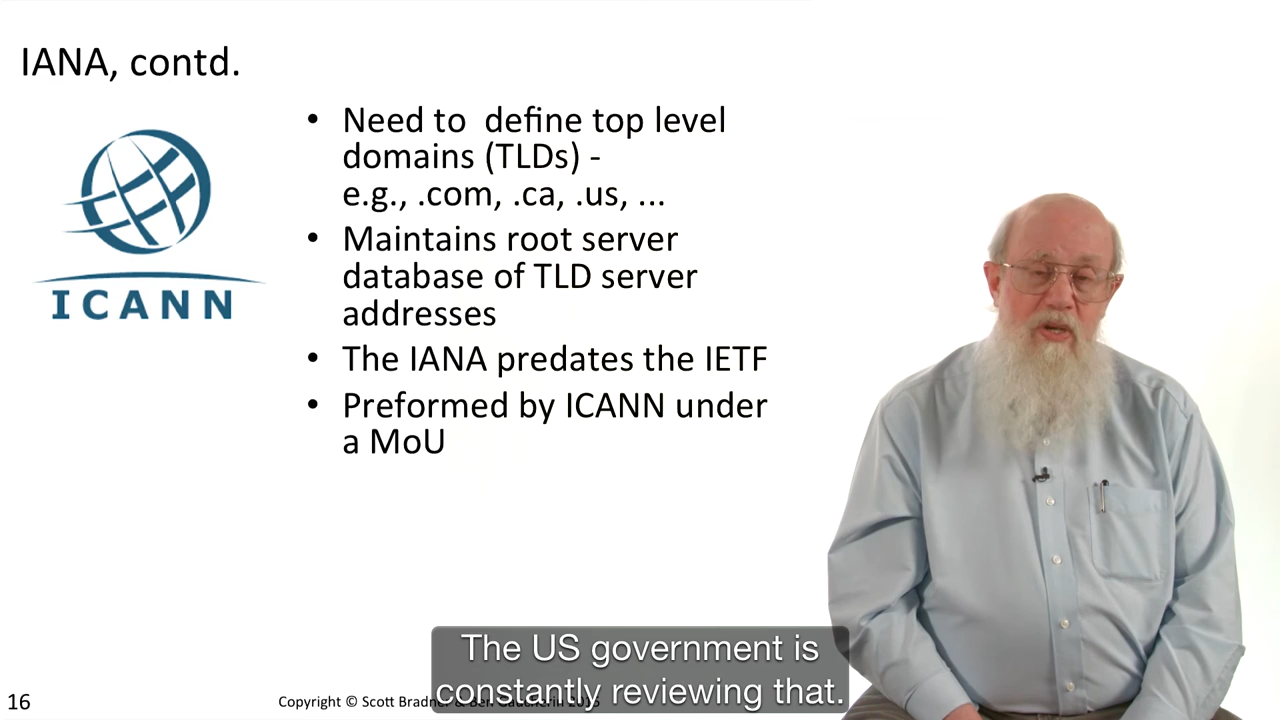 IANA, contd.
ICANN
• Need to define top level
domains (TLDs) -
e.g., .com, .ca, .us, ...
• Maintains root server
database of TLD server
addresses
• The IANA predates the IETF
• Preformed by ICANN under
a MoU
The US government is
constantly reviewing that.
16
Copyright © Scott